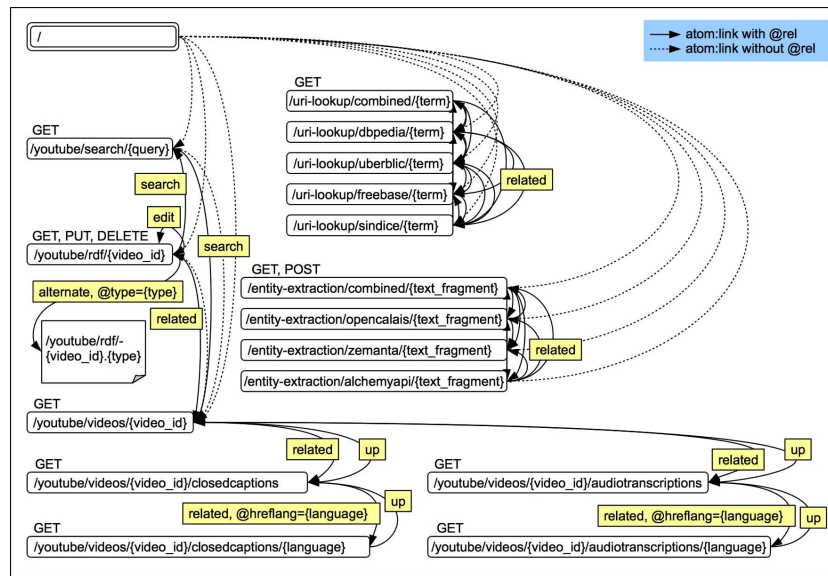 /
atom:link with @rel
atom:link without @rel
GET
/uri-lookup/combined/{term}
/uri-lookup/dbpedia/{term}
/uri-lookup/uberblic/{term}
/uri-lookup/freebase/{term}
/uri-lookup/sindice/{term}
related
GET
/youtube/search/{query}
search
edit
search
GET, PUT, DELETE
/youtube/rdf/{video_id}
alternate, @type={type}
related
/youtube/rdf/-
{video_id}.{type}
GET, POST
/entity-extraction/combined/{text_fragment}
/entity-extraction/opencalais/{text_fragment}
/entity-extraction/zemanta/{text_fragment}
/entity-extraction/alchemyapi/{text_fragment}
related
GET
/youtube/videos/{video_id}
related
up
related
up
GET
/youtube/videos/{video_id}/closedcaptions
up
related, @hreflang={language}
GET
/youtube/videos/{video_id}/closedcaptions/{language}
GET
/youtube/videos/{video_id}/audiotranscriptions
related, @hreflang={language}
up
GET
/youtube/videos/{video_id}/audiotranscriptions/{language}